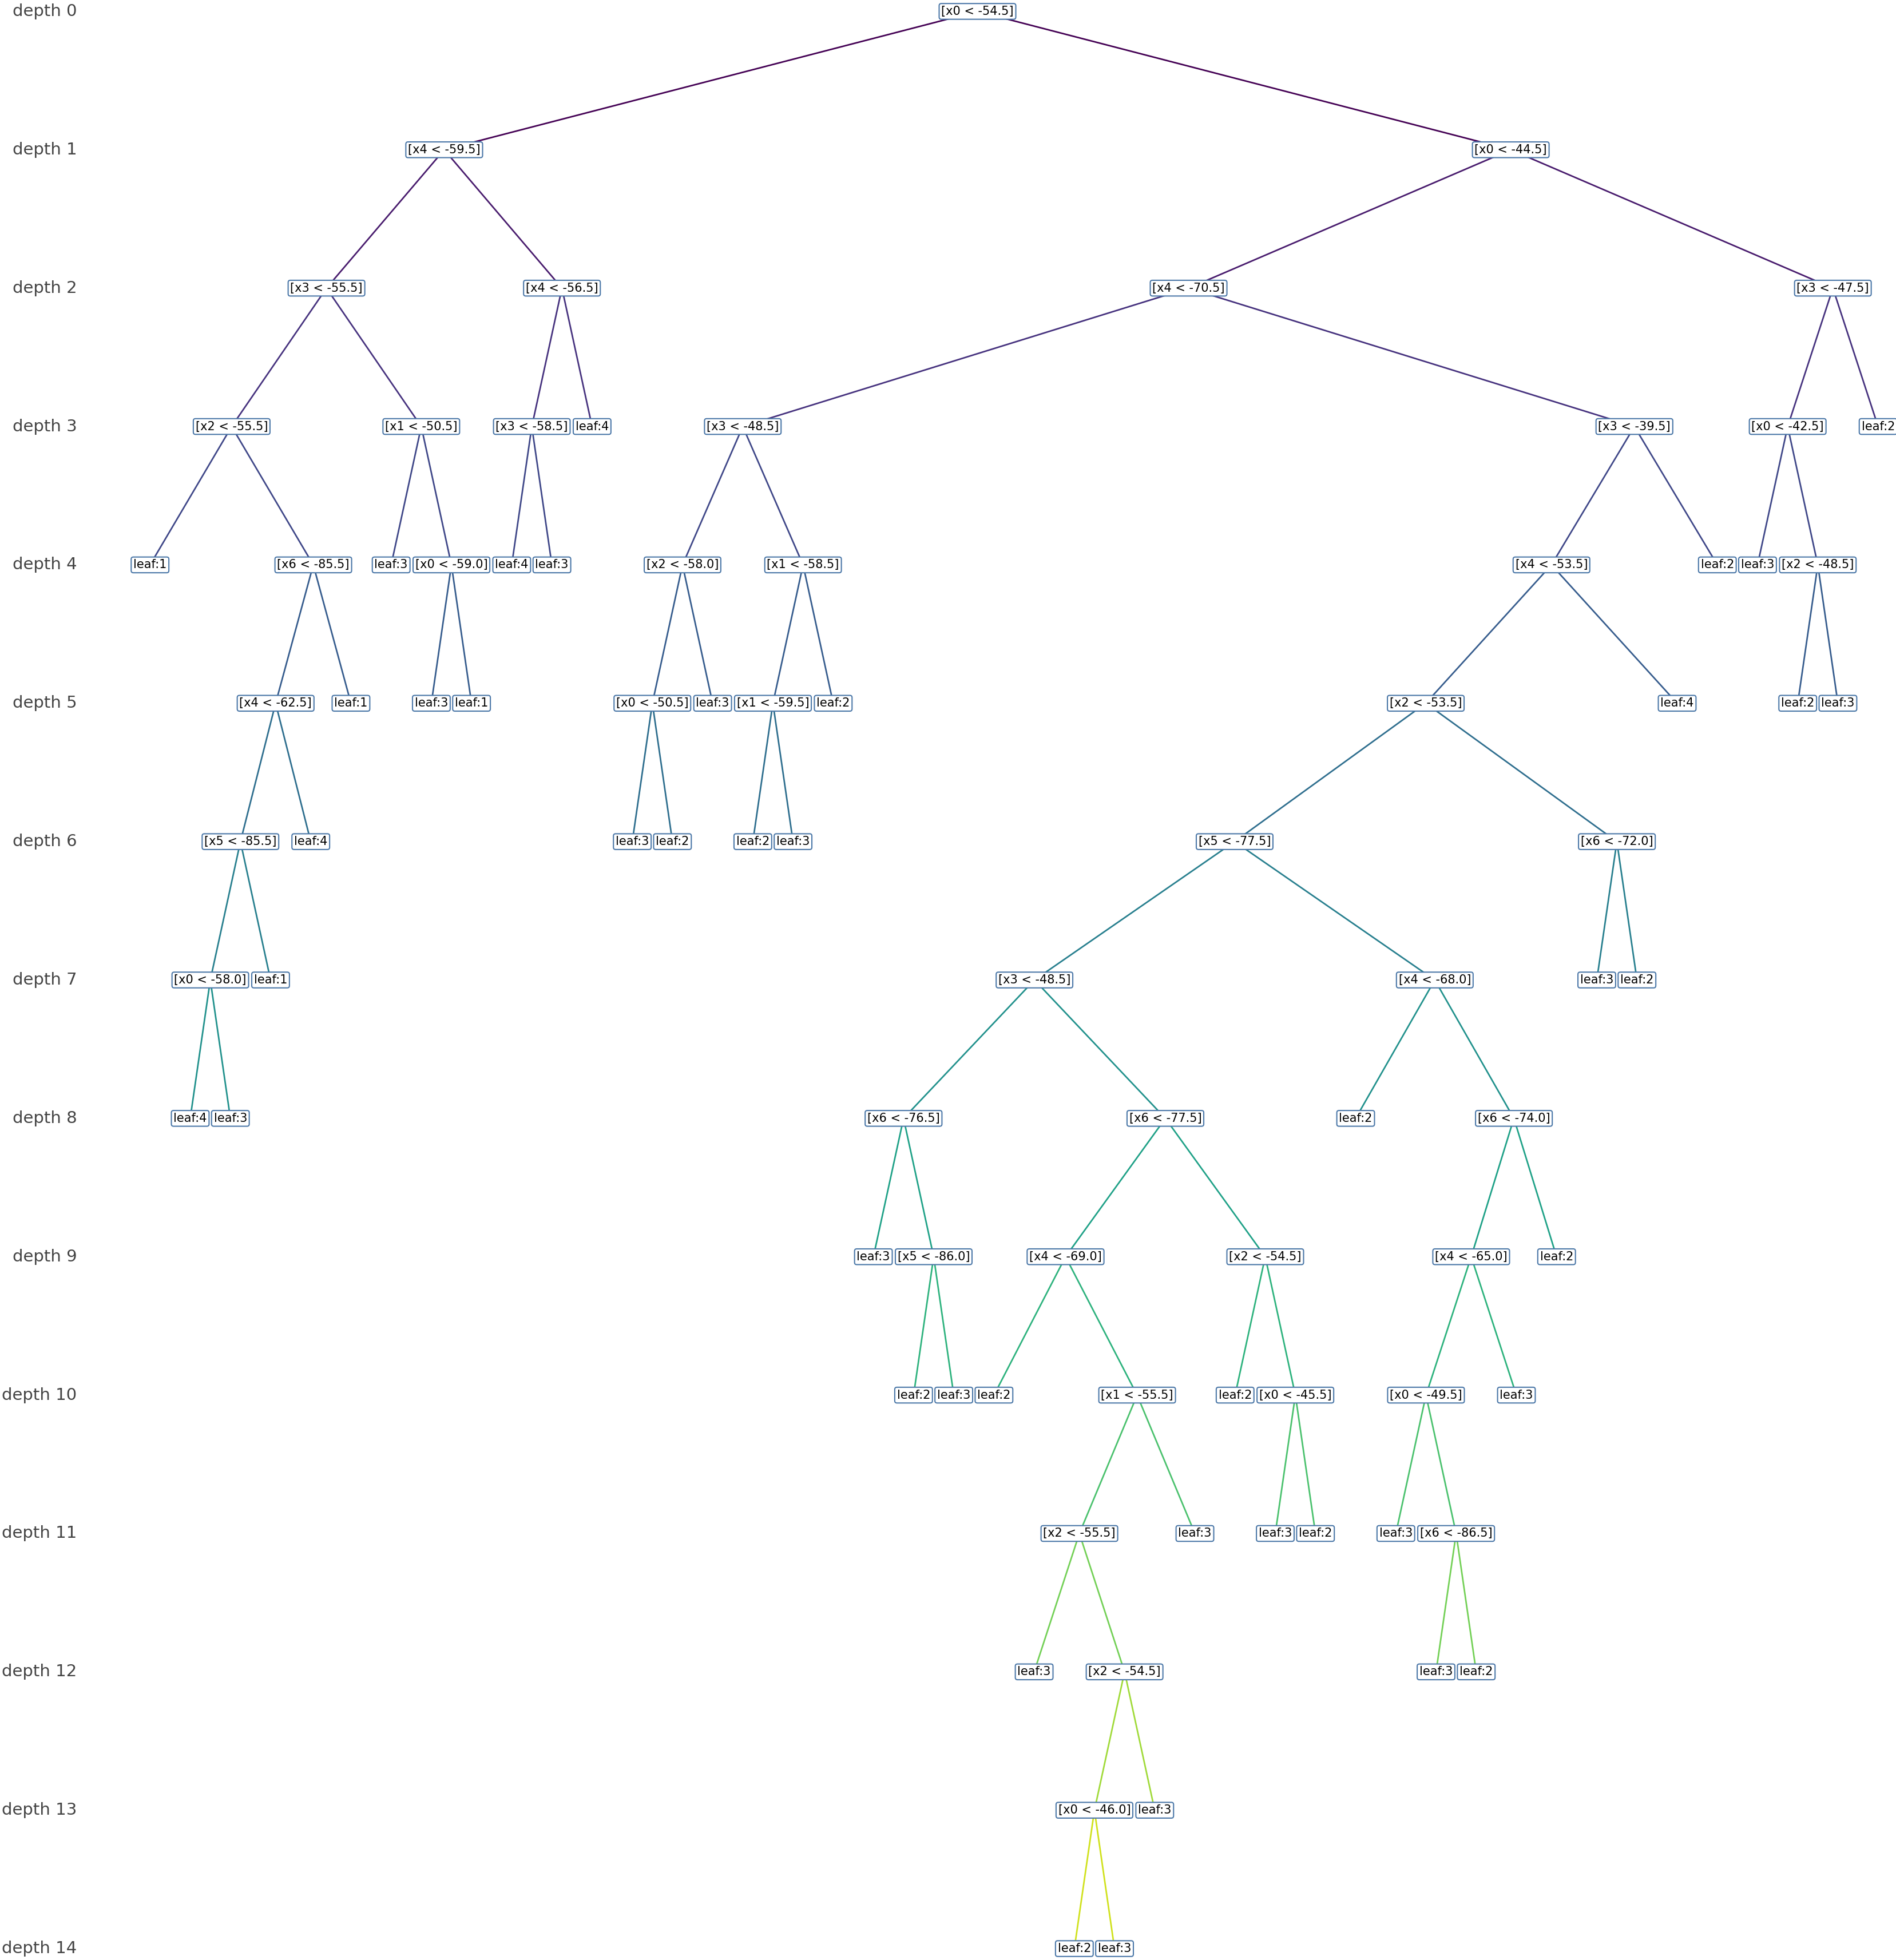 depth 0 [x0 < -54.5]
depth 1 [x4 < -59.5] [x0 < -44.5]
depth 2 [x3 < -55.5] [x4 < -56.5] [x4 < -70.5] [x3 < -47.5]
depth 3 [x2 < -55.5] [x1 < -50.5] [x3 < -58.5] leaf:4 [x3 < -48.5] [x3 < -39.5] [x0 < -42.5] leaf:2
depth 4 leaf:1 [x6 < -85.5] leaf:3 [x0 < -59.0] leaf:4 leaf:3 [x2 < -58.0] [x1 < -58.5] [x4 < -53.5] leaf:2 leaf:3 [x2 < -48.5]
depth 5 [x4 < -62.5] leaf:1 leaf:3 leaf:1 [x0 < -50.5] leaf:3 [x1 < -59.5] leaf:2 [x2 < -53.5] leaf:4 leaf:2 leaf:3
depth 6 [x5 < -85.5] leaf:4 leaf:3 leaf:2 leaf:2 leaf:3 [x5 < -77.5] [x6 < -72.0]
depth 7 [x0 < -58.0] leaf:1 [x3 < -48.5] [x4 < -68.0] leaf:3 leaf:2
depth 8 leaf:4 leaf:3 [x6 < -76.5] [x6 < -77.5] leaf:2 [x6 < -74.0]
depth 9 leaf:3 [x5 < -86.0] [x4 < -69.0] [x2 < -54.5] [x4 < -65.0] leaf:2
depth 10 leaf:2 leaf:3 leaf:2 [x1 < -55.5] leaf:2 [x0 < -45.5] [x0 < -49.5] leaf:3
depth 11 [x2 < -55.5] leaf:3 leaf:3 leaf:2 leaf:3 [x6 < -86.5]
depth 12 leaf:3 [x2 < -54.5] leaf:3 leaf:2
depth 13 [x0 < -46.0] leaf:3
depth 14 leaf:2 leaf:3